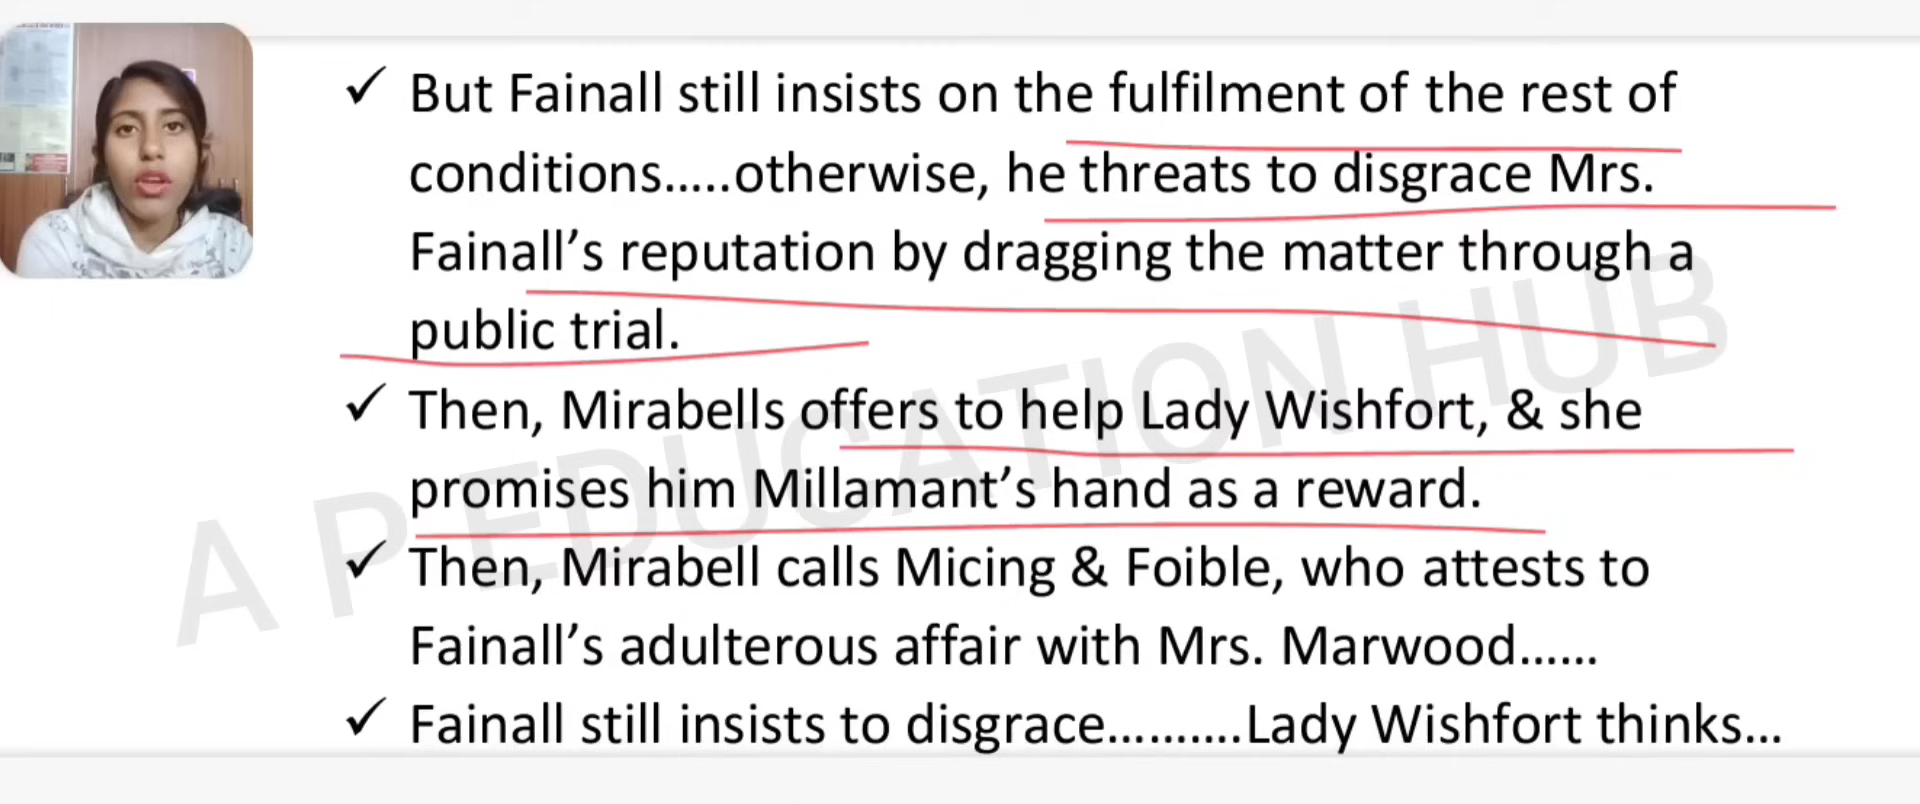 ✓ But Fainall still insists on the fulfilment of the rest of
conditions.....otherwise, he threats to disgrace Mrs.
Fainall’s reputation by dragging the matter through a
public trial.
✓ Then, Mirabells offers to help Lady Wishfort, & she
promises him Millamant’s hand as a reward.
✓ Then, Mirabell calls Micing & Foible, who attests to
Fainall’s adulterous affair with Mrs. Marwood......
✓ Fainall still insists to disgrace..........Lady Wishfort thinks...
A P EDUCATION HUB